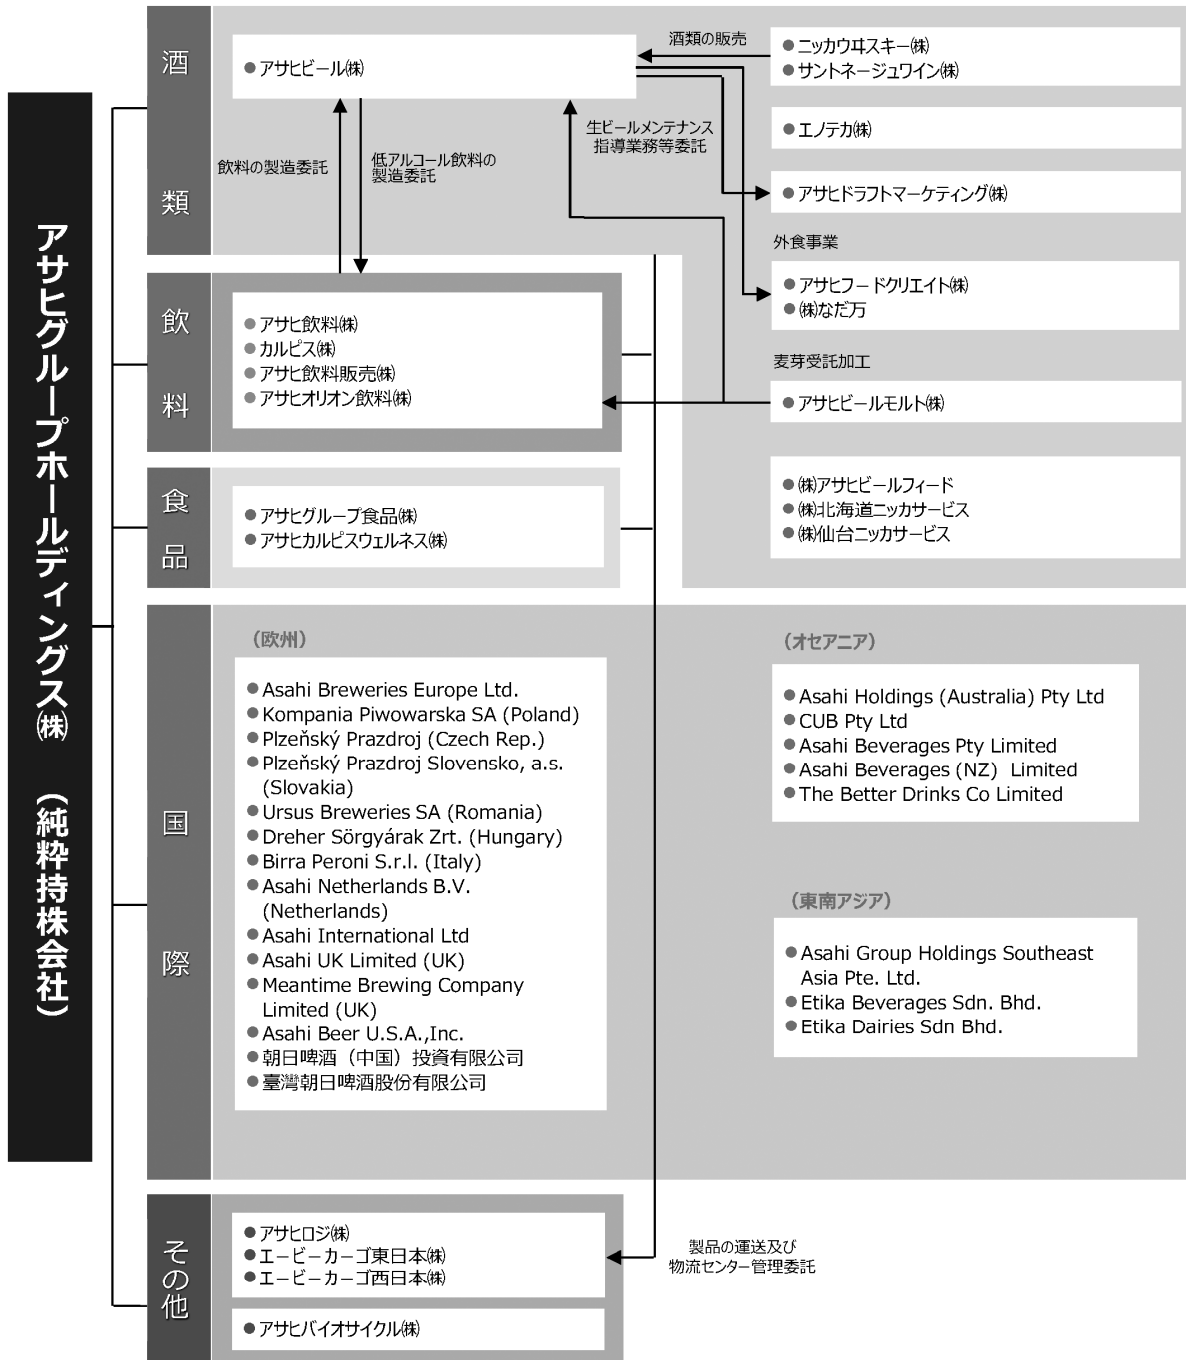 アサヒグループホールディングス㈱ (純粋持株会社)
酒類
●アサヒビール㈱
酒類の販売
●ニッカウヰスキー㈱
●サントネージュワイン㈱
●エノテカ㈱
生ビールメンテナンス
指導業務等委託
●アサヒドラフトマーケティング㈱
飲料の製造委託
低アルコール飲料の
製造委託
外食事業
●アサヒフードクリエイト㈱
●㈱なだ万
麦芽受託加工
●アサヒビールモルト㈱
●㈱アサヒビールフィード
●㈱北海道ニッカサービス
●㈱仙台ニッカサービス
飲料
●アサヒ飲料㈱
●カルピス㈱
●アサヒ飲料販売㈱
●アサヒオリオン飲料㈱
食品
●アサヒグループ食品㈱
●アサヒカルピスウェルネス㈱
国際
(欧州)
●Asahi Breweries Europe Ltd.
●Kompania Piwowarska SA (Poland)
●Plzeňský Prazdroj (Czech Rep.)
●Plzeňský Prazdroj Slovensko, a.s.
(Slovakia)
●Ursus Breweries SA (Romania)
●Dreher Sörgyárak Zrt. (Hungary)
●Birra Peroni S.r.l. (Italy)
●Asahi Netherlands B.V.
(Netherlands)
●Asahi International Ltd
●Asahi UK Limited (UK)
●Meantime Brewing Company
Limited (UK)
●Asahi Beer U.S.A.,Inc.
●朝日啤酒（中国）投資有限公司
●臺灣朝日啤酒股份有限公司
(オセアニア)
●Asahi Holdings (Australia) Pty Ltd
●CUB Pty Ltd
●Asahi Beverages Pty Limited
●Asahi Beverages (NZ) Limited
●The Better Drinks Co Limited
(東南アジア)
●Asahi Group Holdings Southeast
Asia Pte. Ltd.
●Etika Beverages Sdn. Bhd.
●Etika Dairies Sdn Bhd.
その他
●アサヒロジ㈱
●エービーカーゴ東日本㈱
●エービーカーゴ西日本㈱
製品の運送及び
物流センター管理委託
●アサヒバイオサイクル㈱